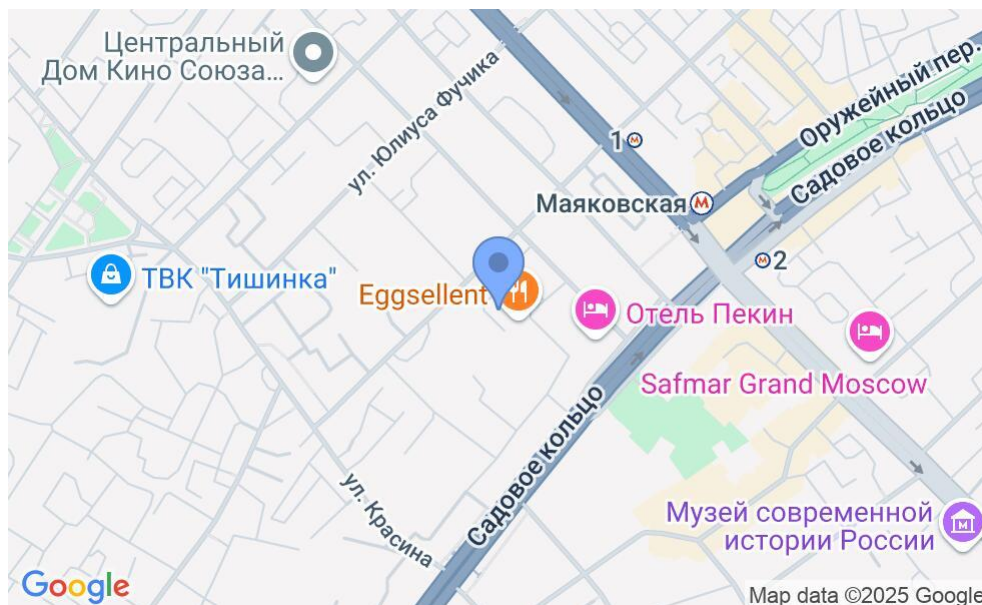 Центральный
Дом Кино Союза...
ул. Юлиуса Фучика
Оружейный пер.
Садовое кольцо
1
Маяковская
2
ТВК "Тишинка"
Eggsellent
Отель Пекин
Safmar Grand Moscow
Садовое кольцо
ул. Красина
Музей современной
истории России
Google
Map data ©2025 Google